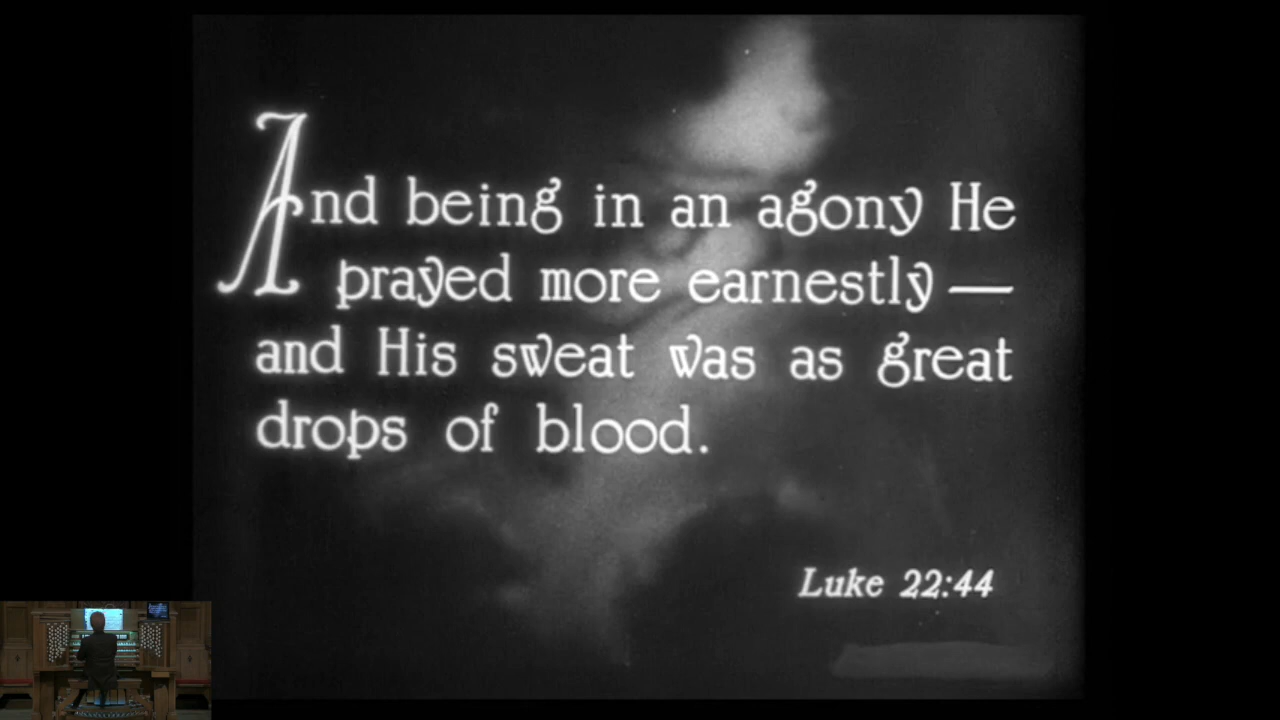 And being in an agony He
prayed more earnestly —
and His sweat was as great
drops of blood.
Luke 22:44